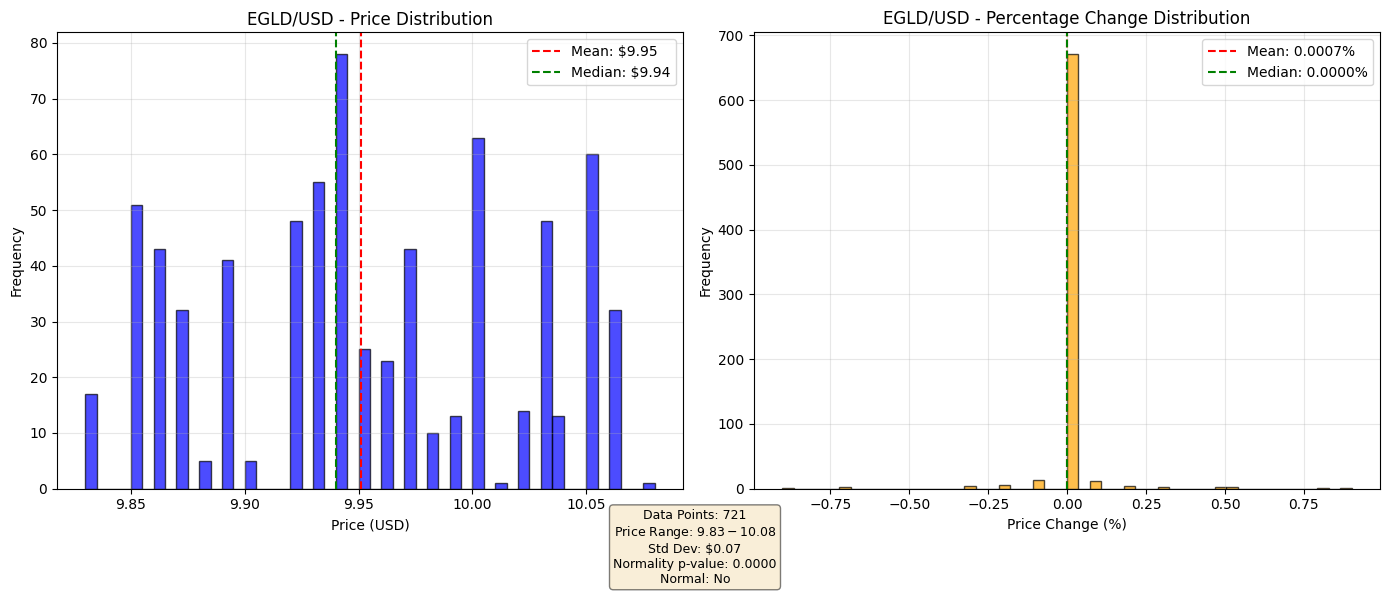 EGLD/USD - Price Distribution
Frequency
80
70
60
50
40
30
20
10
0
Mean: $9.95
Median: $9.94
9.85
9.90
9.95
10.00
10.05
Price (USD)
EGLD/USD - Percentage Change Distribution
Frequency
700
600
500
400
300
200
100
0
Mean: 0.0007%
Median: 0.0000%
−0.75
−0.50
−0.25
0.00
0.25
0.50
0.75
Price Change (%)
Data Points: 721
Price Range: 9.83 − 10.08
Std Dev: $0.07
Normality p-value: 0.0000
Normal: No